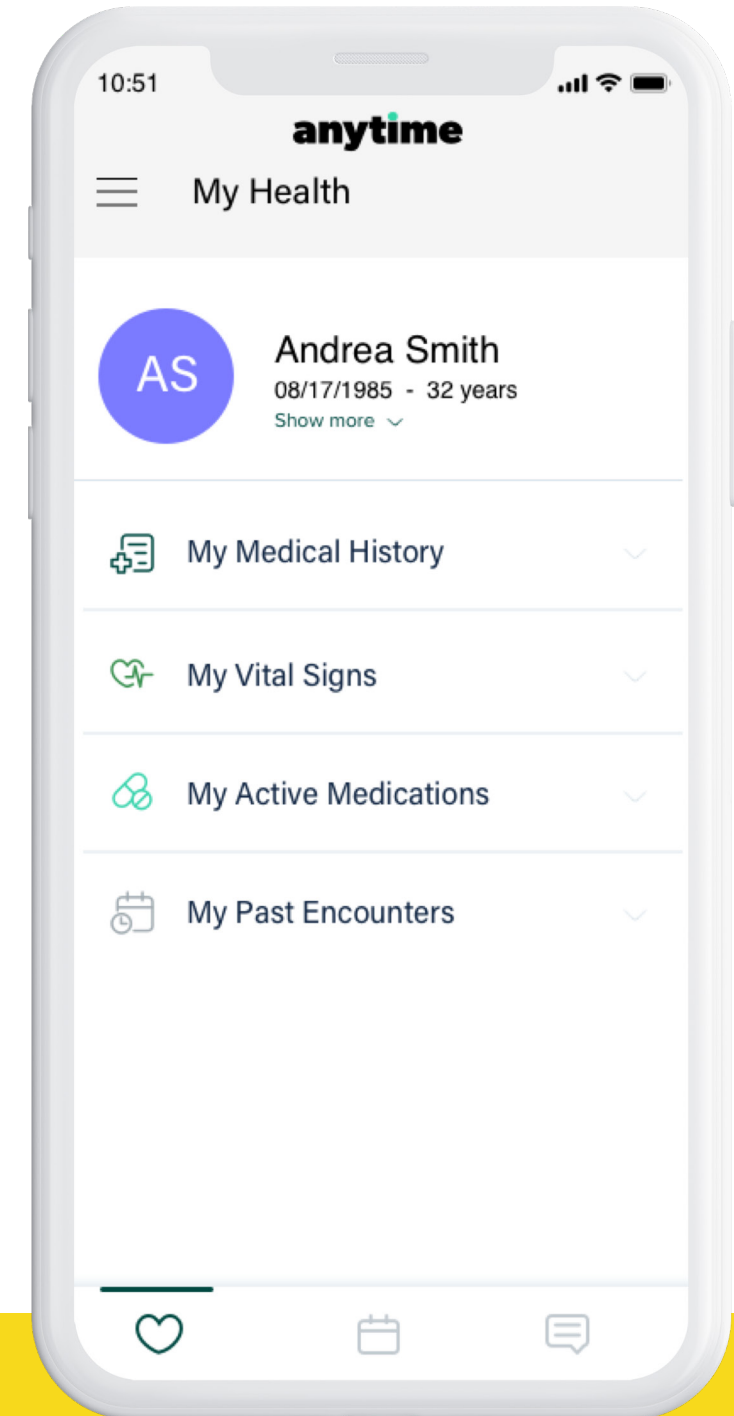 10:51
anytime
My Health
AS
Andrea Smith
08/17/1985 - 32 years
Show more
My Medical History
My Vital Signs
My Active Medications
My Past Encounters